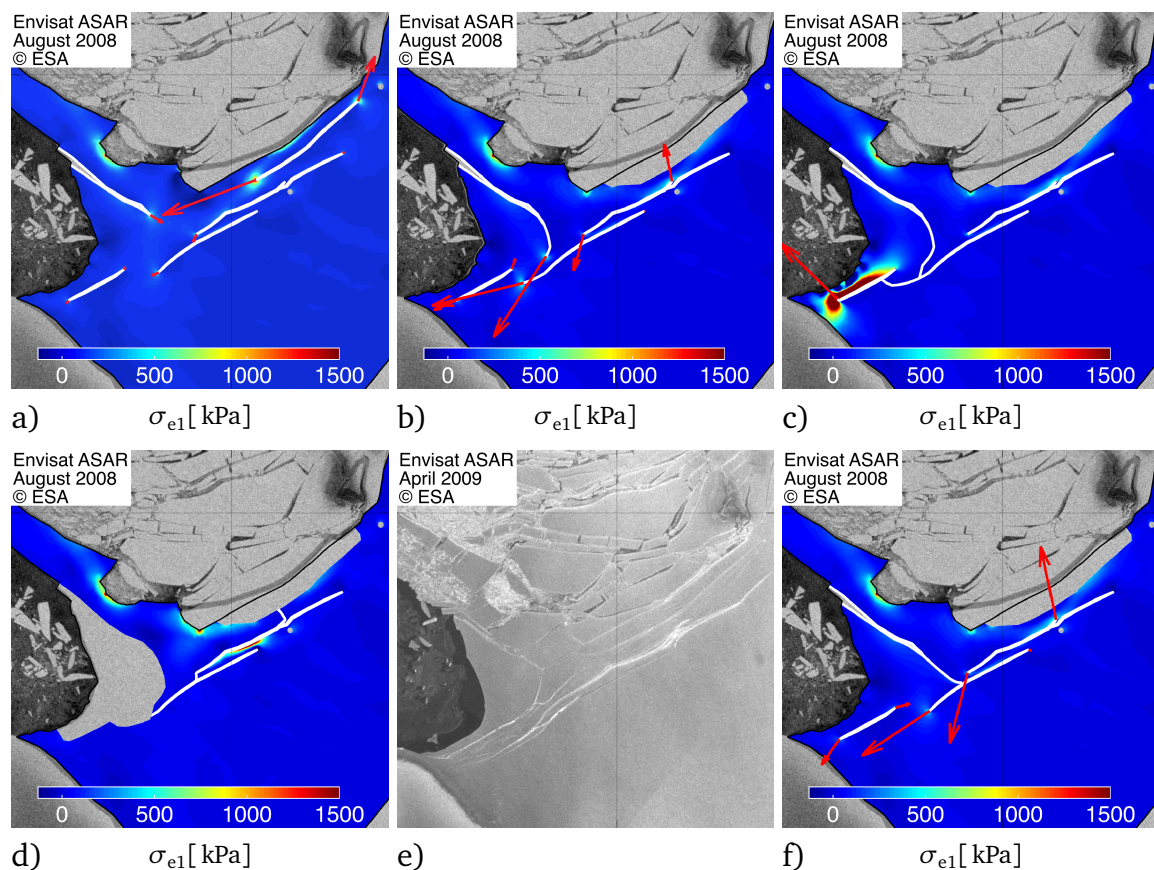 Envisat ASAR
August 2008
© ESA
0 500 1000 1500
a) σe1[ kPa]
Envisat ASAR
August 2008
© ESA
0 500 1000 1500
b) σe1[ kPa]
Envisat ASAR
August 2008
© ESA
0 500 1000 1500
c) σe1[ kPa]
Envisat ASAR
August 2008
© ESA
0 500 1000 1500
d) σe1[ kPa]
Envisat ASAR
April 2009
© ESA
e)
Envisat ASAR
August 2008
© ESA
0 500 1000 1500
f) σe1[ kPa]